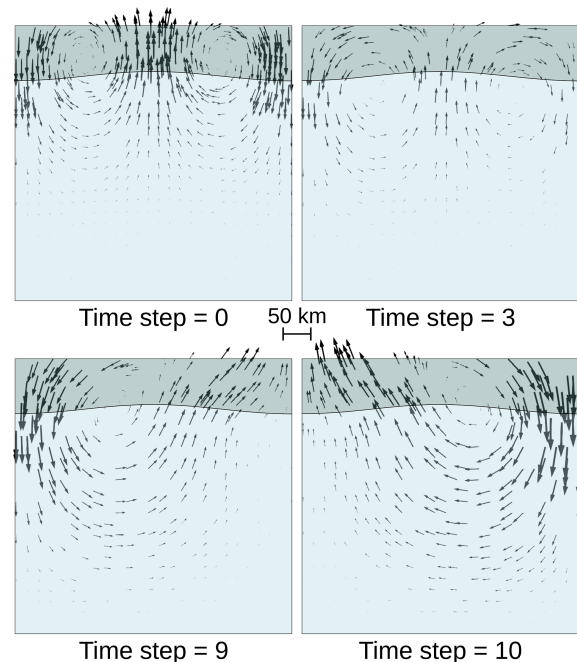 Time step = 0
50 km
Time step = 3
Time step = 9
Time step = 10